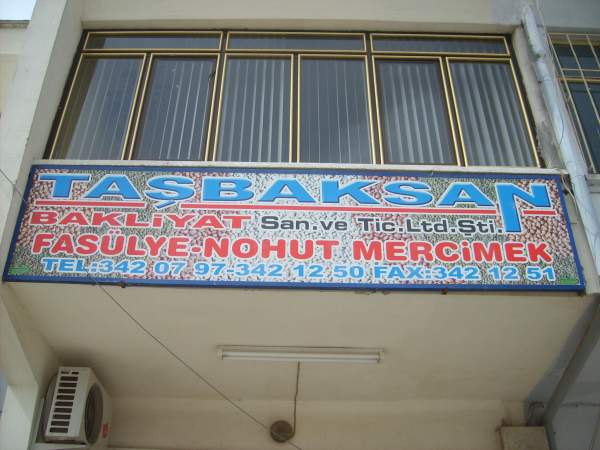 TAŞBAKSAN
BAKLİYAT San.ve Tic.Ltd.Şti.
FASÜLYE-NOHUT MERCİMEK
TEL:342 07 97-342 12 50 FAX:342 12 51